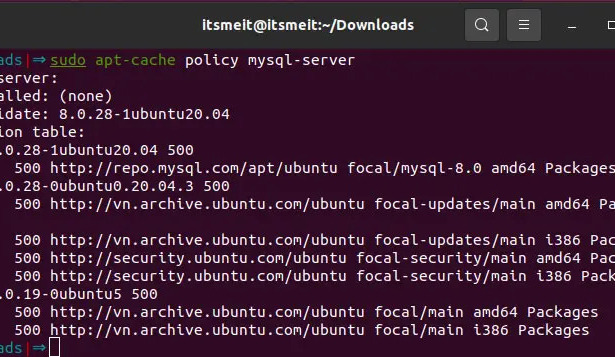 itsmeit@itsmeit:~/Downloads
ads|⇒ sudo apt-cache policy mysql-server
server:
alled: (none)
idate: 8.0.28-1ubuntu20.04
ion table:
.0.28-1ubuntu20.04 500
500 http://repo.mysql.com/apt/ubuntu focal/mysql-8.0 amd64 Packages
.0.28-0ubuntu0.20.04.3 500
500 http://vn.archive.ubuntu.com/ubuntu focal-updates/main amd64 Pa
500 http://vn.archive.ubuntu.com/ubuntu focal-updates/main i386 Pac
500 http://security.ubuntu.com/ubuntu focal-security/main amd64 Pac
500 http://security.ubuntu.com/ubuntu focal-security/main i386 Pack
.0.19-0ubuntu5 500
500 http://vn.archive.ubuntu.com/ubuntu focal/main amd64 Packages
500 http://vn.archive.ubuntu.com/ubuntu focal/main i386 Packages
ads|⇒